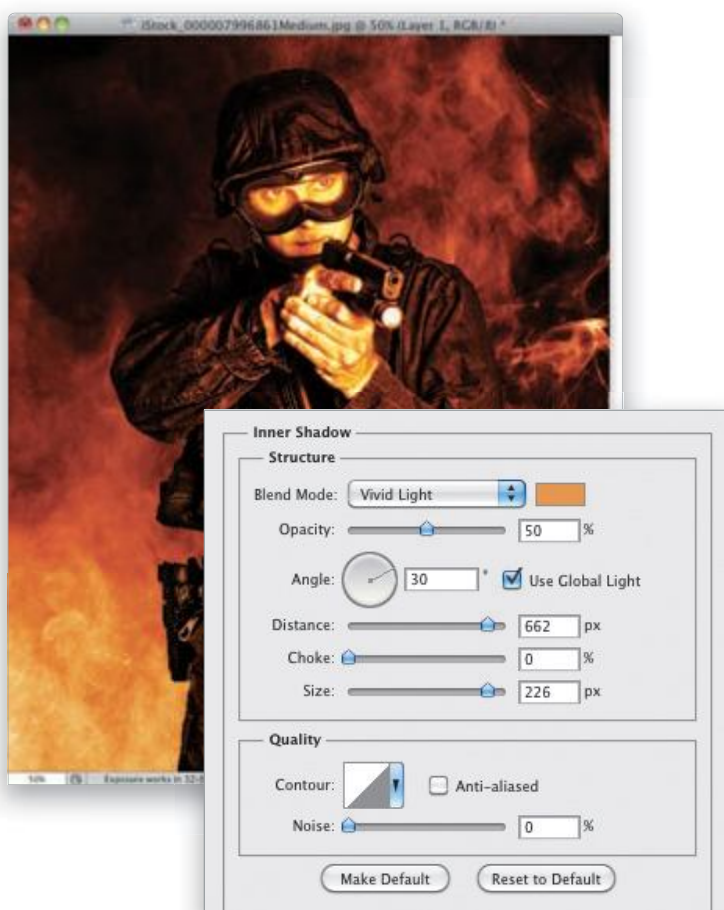 iStock_000007996861Medium.jpg @ 50% (Layer 1, RGB/8) *
Inner Shadow
Structure
Blend Mode: Vivid Light
Opacity: 50 %
Angle: 30 ° Use Global Light
Distance: 662 px
Choke: 0 %
Size: 226 px
Quality
Contour: Anti-aliased
Noise: 0 %
Make Default Reset to Default
50% Exposure works in 32-